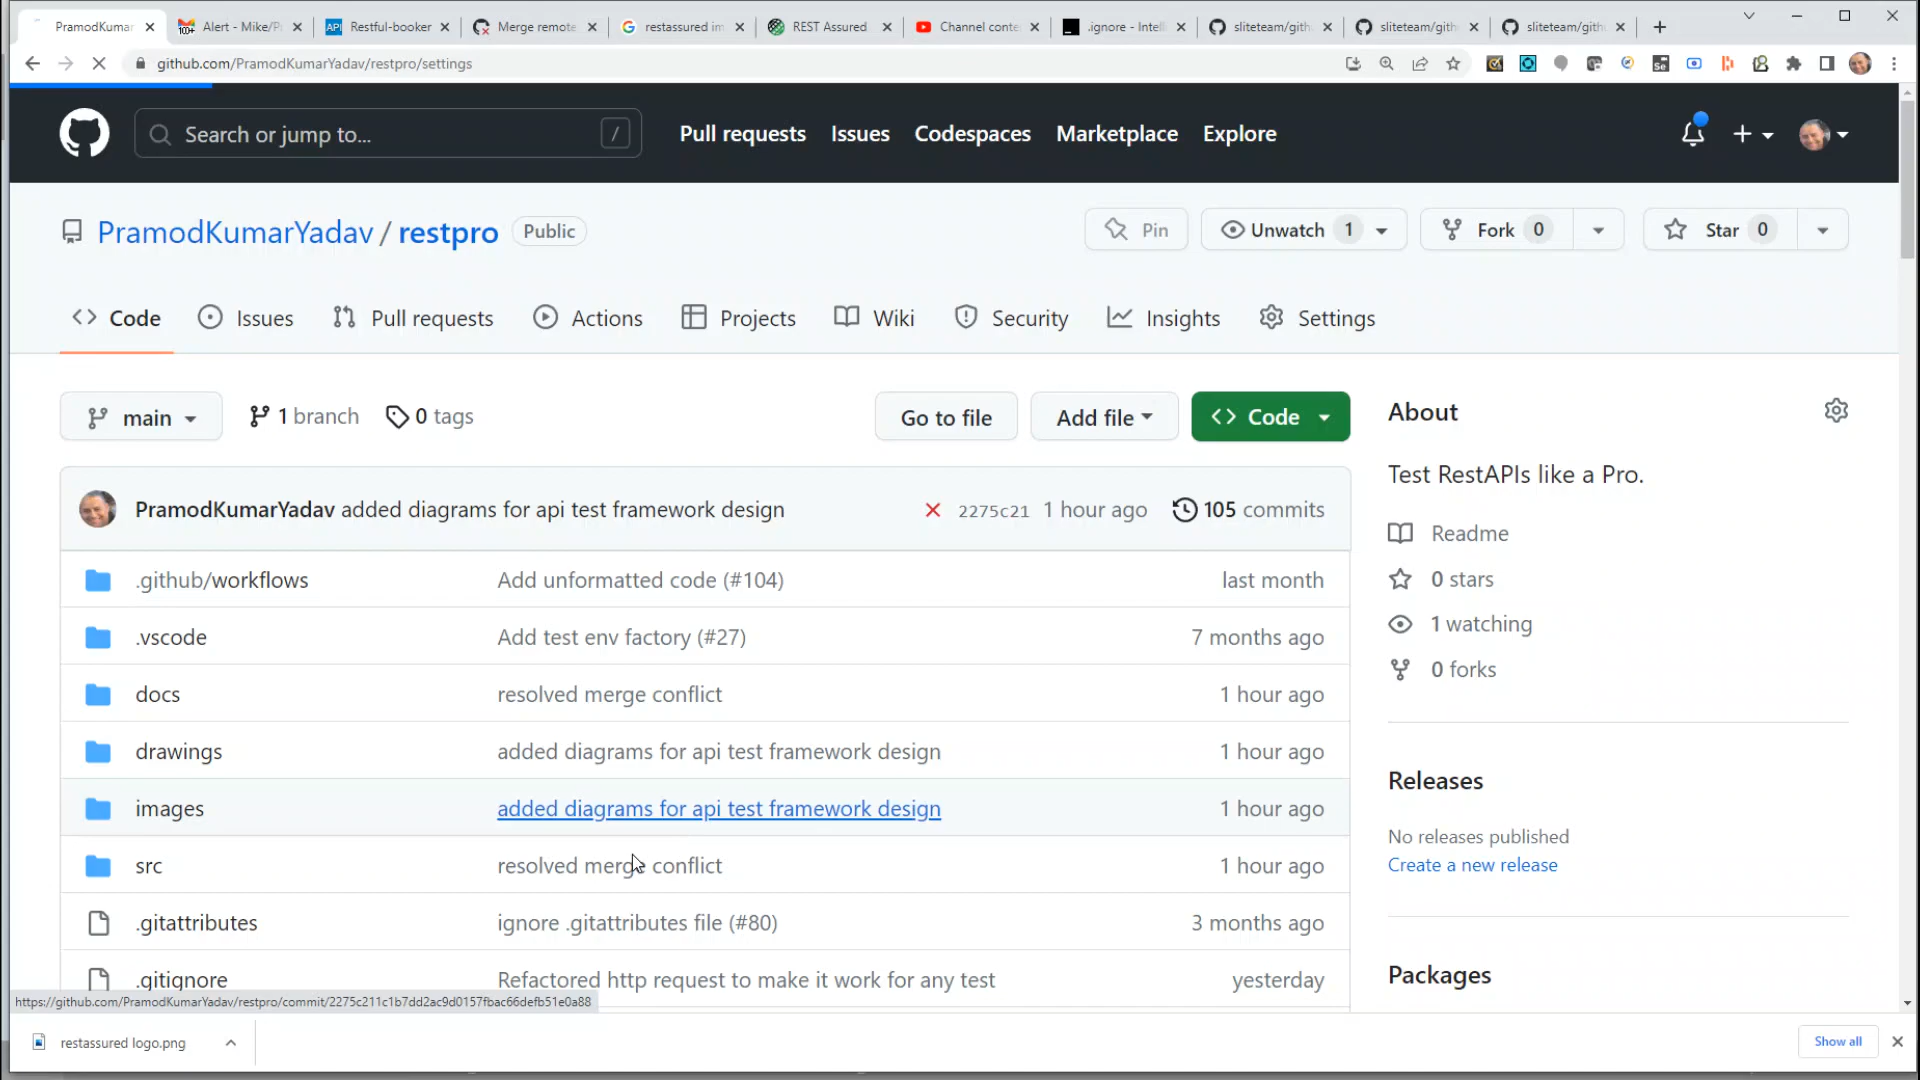 PramodKumar
Alert - Mike/P
Restful-booker
Merge remote
restassured im
REST Assured
Channel conte
.ignore - Intell
sliteteam/gith
sliteteam/gith
sliteteam/gith
github.com/PramodKumarYadav/restpro/settings
Search or jump to...
/
Pull requests
Issues
Codespaces
Marketplace
Explore
PramodKumarYadav / restpro
Public
Pin
Unwatch 1
Fork 0
Star 0
Code
Issues
Pull requests
Actions
Projects
Wiki
Security
Insights
Settings
main
1 branch
0 tags
Go to file
Add file
Code
About
Test RestAPIs like a Pro.
PramodKumarYadav added diagrams for api test framework design
2275c21 1 hour ago
105 commits
Readme
0 stars
1 watching
0 forks
.github/workflows Add unformatted code (#104) last month
.vscode Add test env factory (#27) 7 months ago
docs resolved merge conflict 1 hour ago
drawings added diagrams for api test framework design 1 hour ago
images added diagrams for api test framework design 1 hour ago
src resolved merge conflict 1 hour ago
.gitattributes ignore .gitattributes file (#80) 3 months ago
.gitignore Refactored http request to make it work for any test yesterday
Releases
No releases published
Create a new release
Packages
https://github.com/PramodKumarYadav/restpro/commit/2275c211c1b7dd2ac9d0157fbac66defb51e0a88
restassured logo.png
Show all